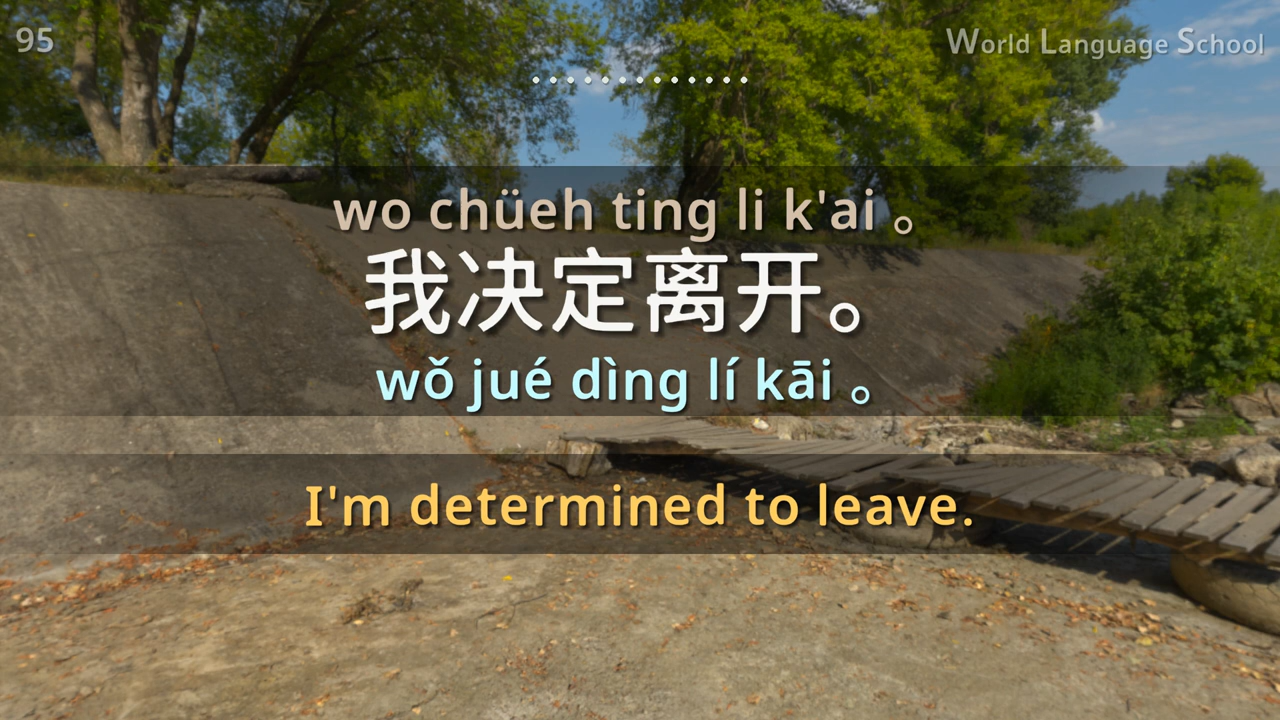 95
World Language School
wo chüeh ting li k'ai 。
我决定离开。
wǒ jué dìng lí kāi 。
I'm determined to leave.